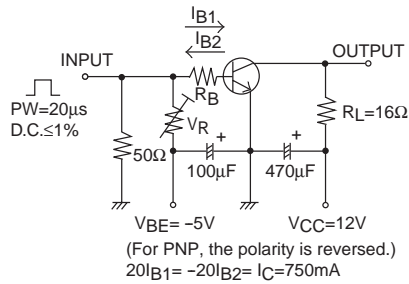 IB1
IB2
INPUT
OUTPUT
PW=20μs
D.C.≤1%
RB
VR
RL=16Ω
50Ω
+
100μF
+
470μF
VBE= –5V
VCC=12V
(For PNP, the polarity is reversed.)
20IB1= –20IB2= IC=750mA